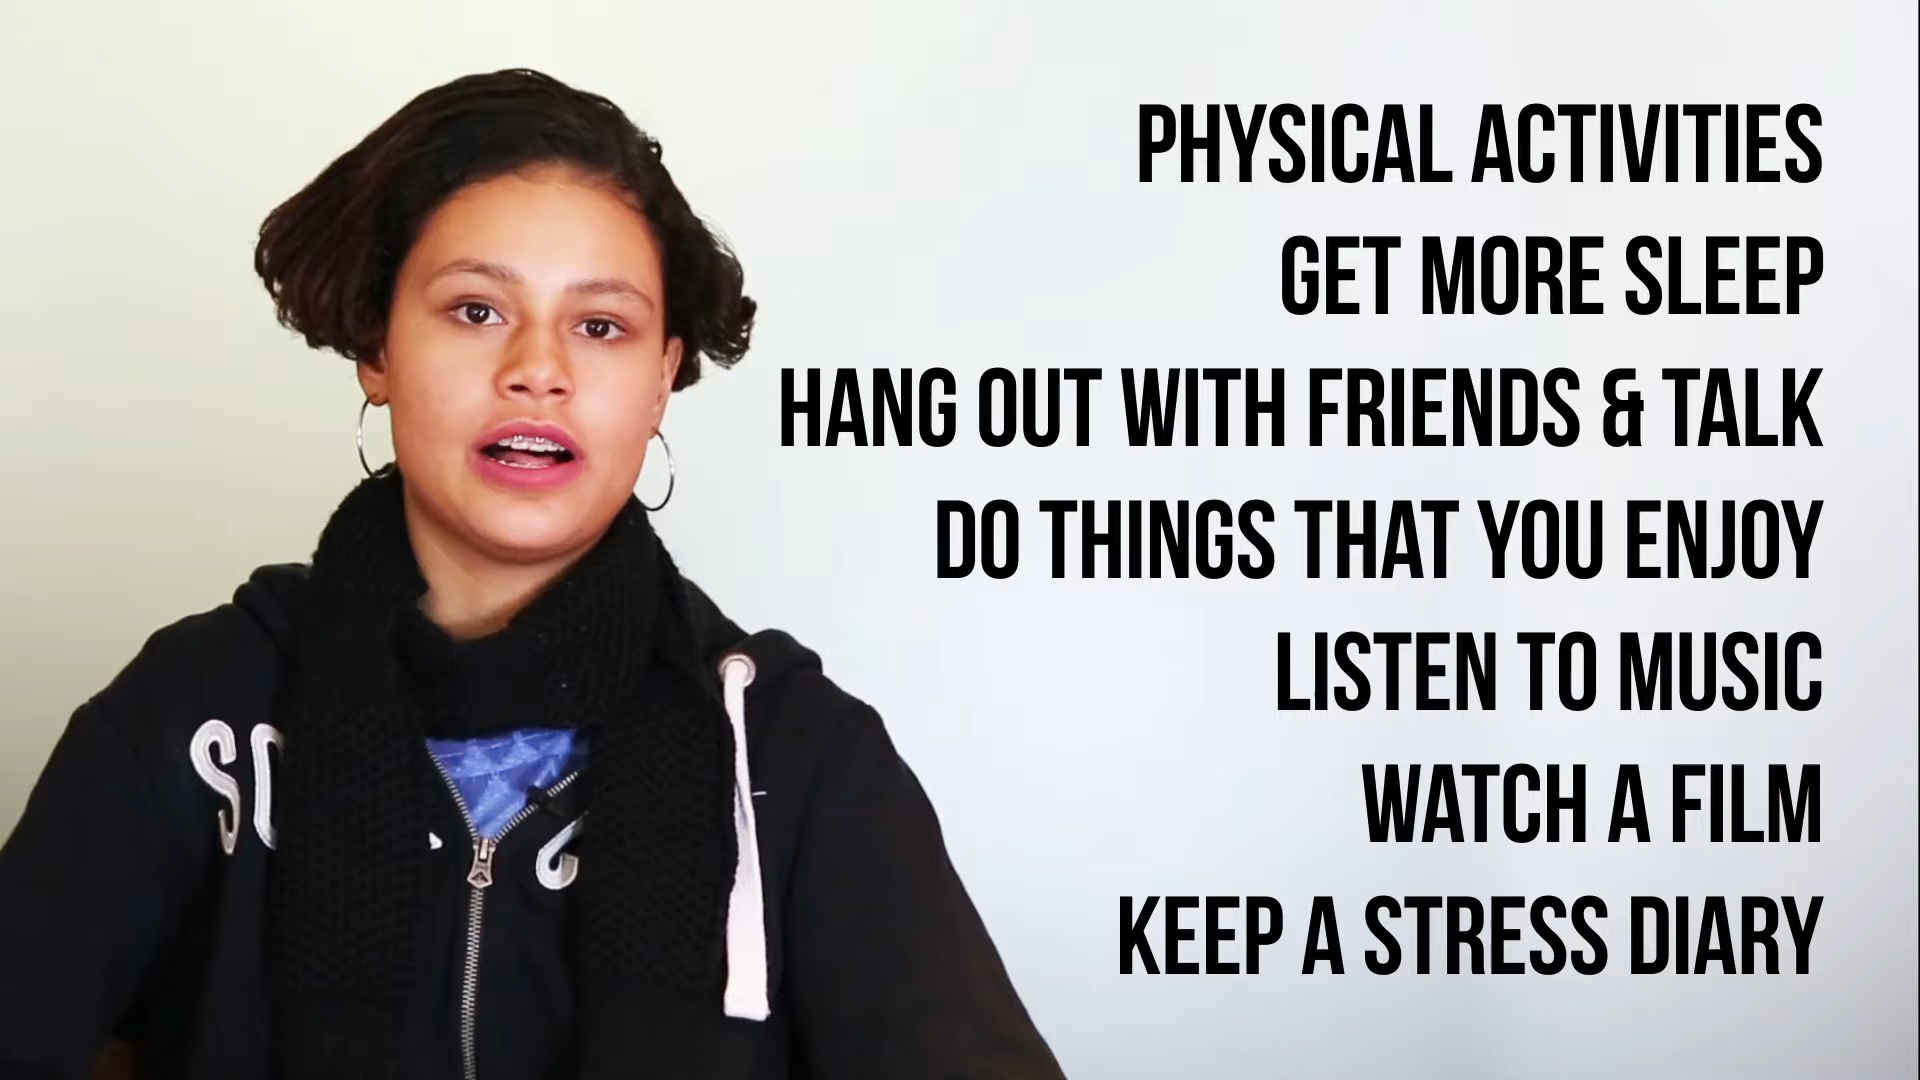 PHYSICAL ACTIVITIES
GET MORE SLEEP
HANG OUT WITH FRIENDS & TALK
DO THINGS THAT YOU ENJOY
LISTEN TO MUSIC
WATCH A FILM
KEEP A STRESS DIARY